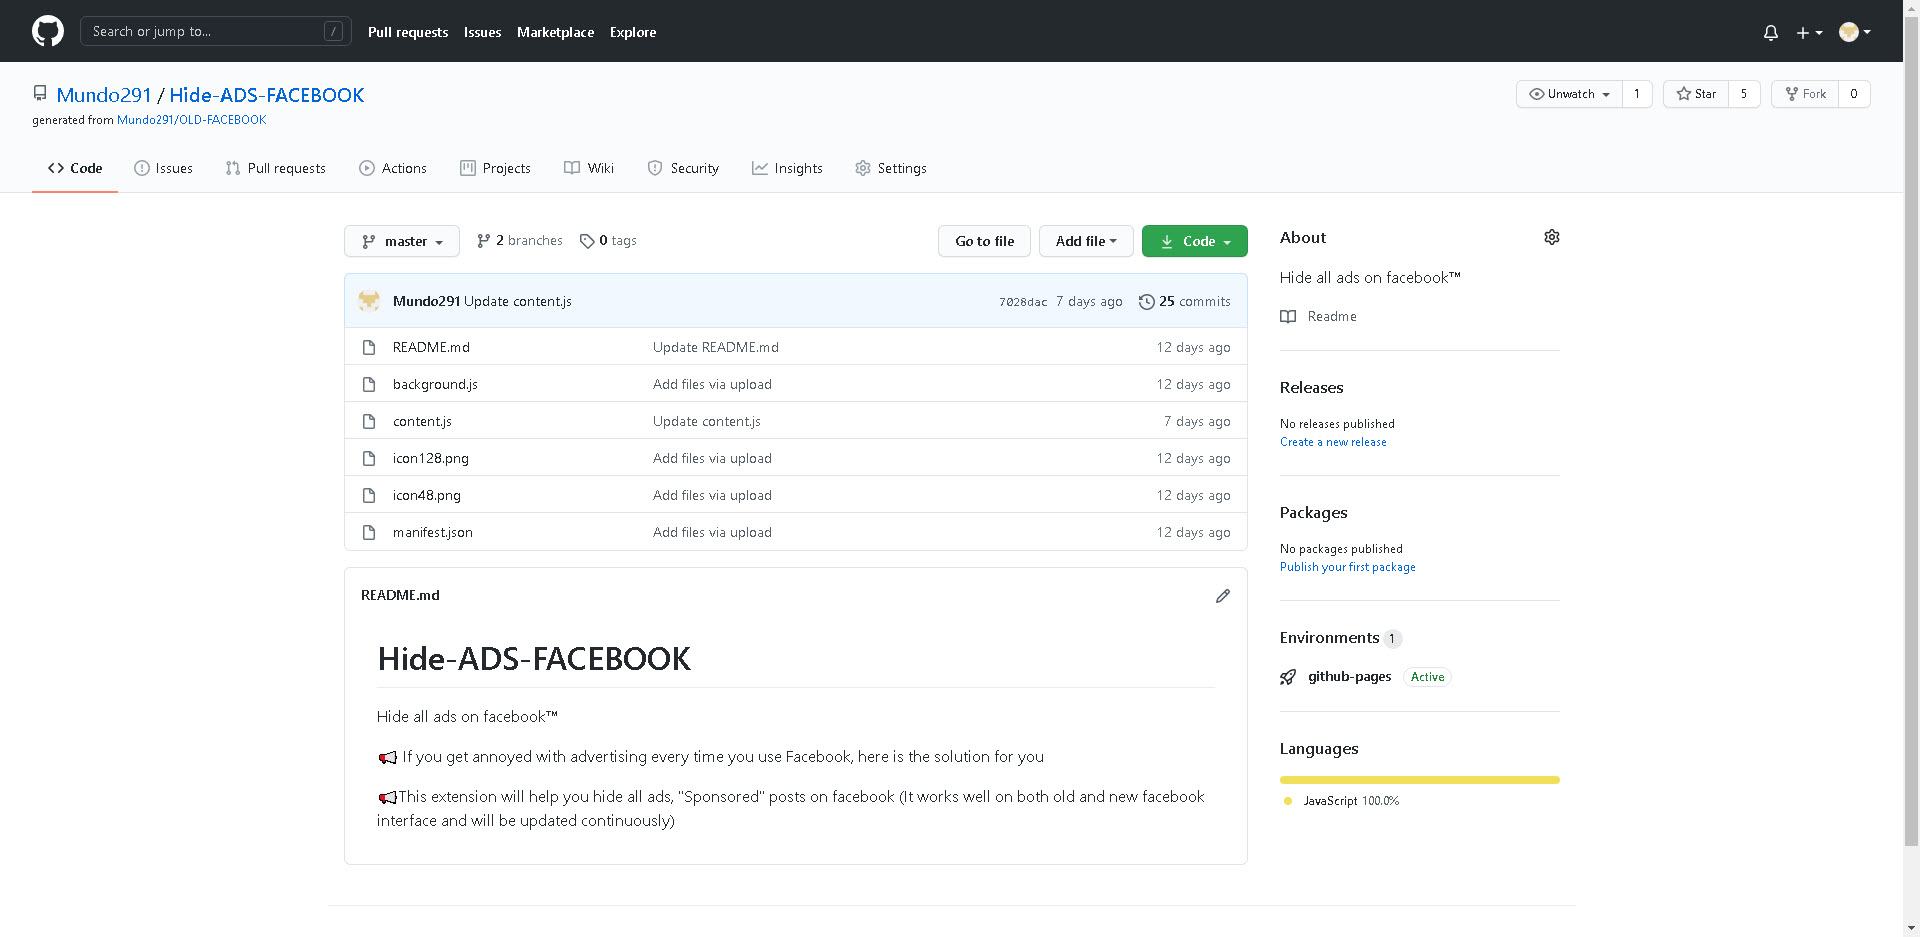 Search or jump to... /
Pull requests Issues Marketplace Explore
Mundo291 / Hide-ADS-FACEBOOK
generated from Mundo291/OLD-FACEBOOK
Unwatch 1 Star 5 Fork 0
Code Issues Pull requests Actions Projects Wiki Security Insights Settings
master 2 branches 0 tags Go to file Add file Code
Mundo291 Update content.js 7028dac 7 days ago 25 commits
README.md Update README.md 12 days ago
background.js Add files via upload 12 days ago
content.js Update content.js 7 days ago
icon128.png Add files via upload 12 days ago
icon48.png Add files via upload 12 days ago
manifest.json Add files via upload 12 days ago
README.md
Hide-ADS-FACEBOOK
Hide all ads on facebook™
If you get annoyed with advertising every time you use Facebook, here is the solution for you
This extension will help you hide all ads, "Sponsored" posts on facebook (It works well on both old and new facebook
interface and will be updated continuously)
About
Hide all ads on facebook™
Readme
Releases
No releases published
Create a new release
Packages
No packages published
Publish your first package
Environments 1
github-pages Active
Languages
JavaScript 100.0%